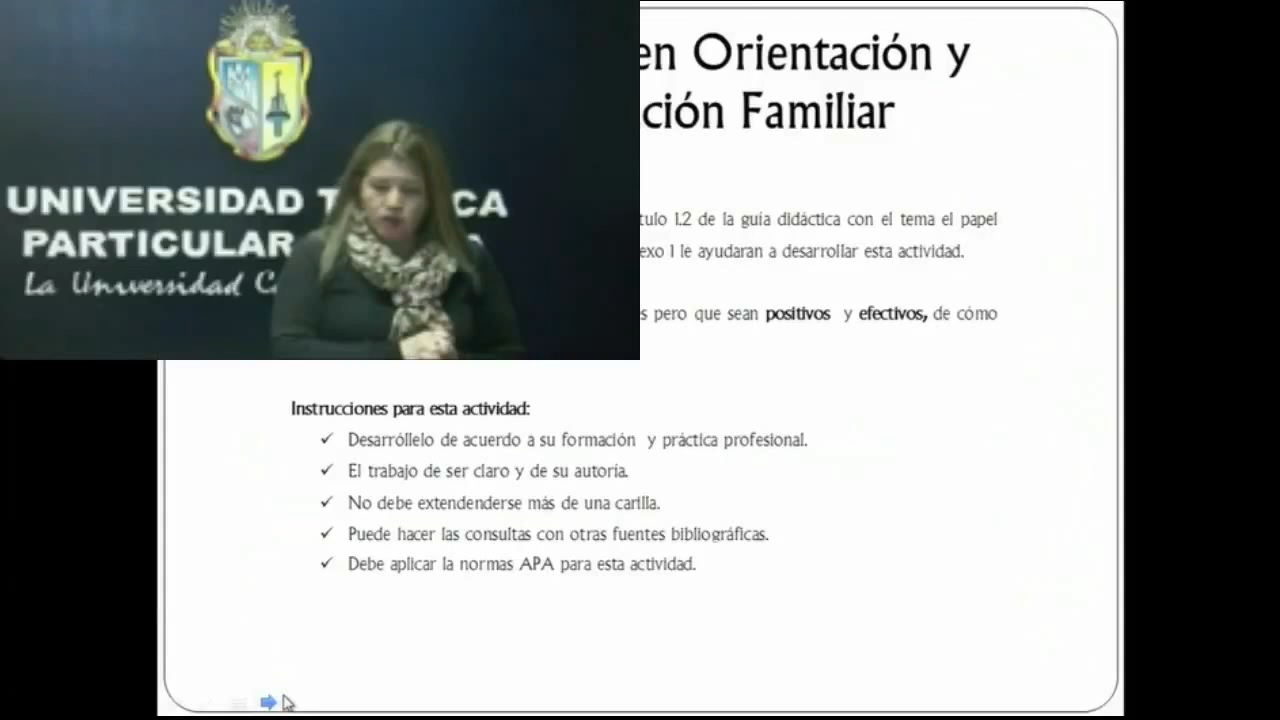 UNIVERSIDAD T CA
PARTICULAR A
La Universidad C
en Orientación y
ción Familiar
tulo 1.2 de la guía didáctica con el tema el papel
exo 1 le ayudaran a desarrollar esta actividad.
s pero que sean positivos y efectivos, de cómo
Instrucciones para esta actividad:
Desarróllelo de acuerdo a su formación y práctica profesional.
El trabajo de ser claro y de su autoría.
No debe extendenderse más de una carilla.
Puede hacer las consultas con otras fuentes bibliográficas.
Debe aplicar la normas APA para esta actividad.